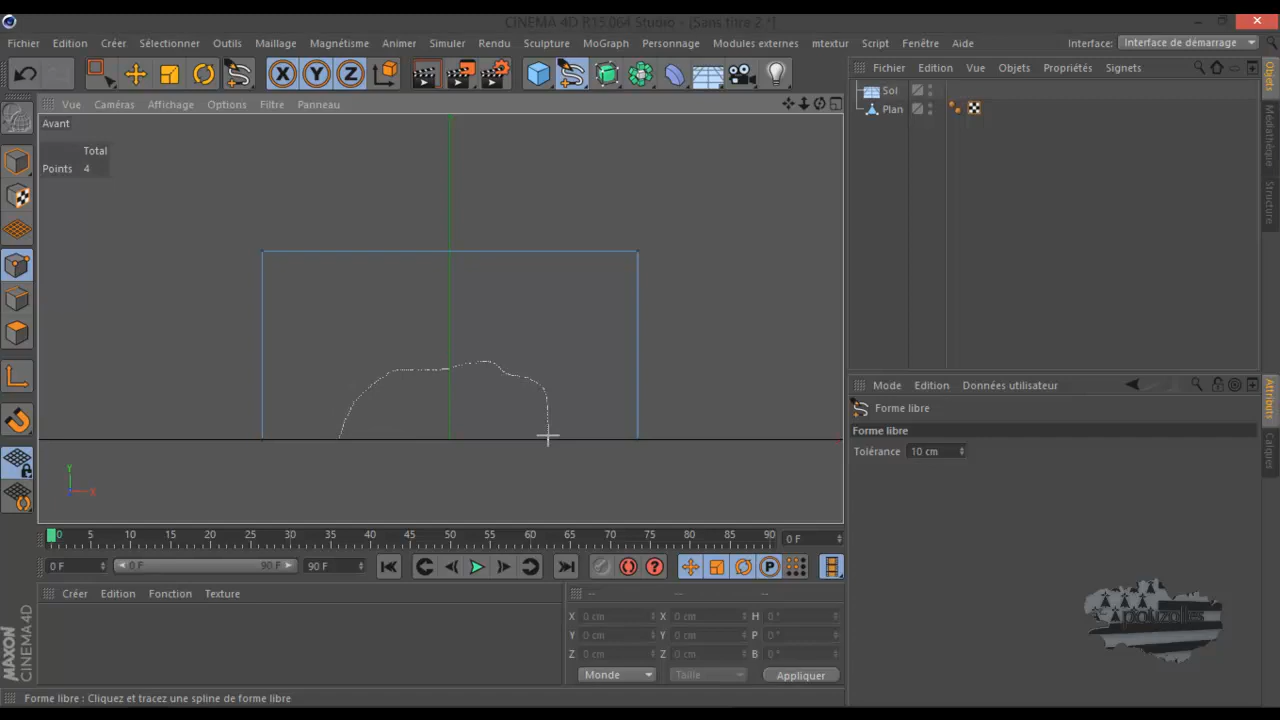 CINEMA 4D R15.064 Studio - [Sans titre 2 *]
Fichier Edition Créer Sélectionner Outils Maillage Magnétisme Animer Simuler Rendu Sculpture MoGraph Personnage Modules externes mtextur Script Fenêtre Aide Interface: Interface de démarrage
X Y Z
Fichier Edition Vue Objets Propriétés Signets
Vue Caméras Affichage Options Filtre Panneau
Avant
Total
Points 4
Sol
Plan
Objets
Médiathèque
Structure
Mode Edition Données utilisateur
Forme libre
Forme libre
Tolérance 10 cm
Attributs
Calques
Y
X
0 5 10 15 20 25 30 35 40 45 50 55 60 65 70 75 80 85 90 0 F
0 F 0 F 90 F 90 F
P
Créer Edition Fonction Texture
-- -- --
X 0 cm X 0 cm H 0 °
Y 0 cm Y 0 cm P 0 °
Z 0 cm Z 0 cm B 0 °
Monde Taille Appliquer
MAXON CINEMA 4D
Forme libre : Cliquez et tracez une spline de forme libre